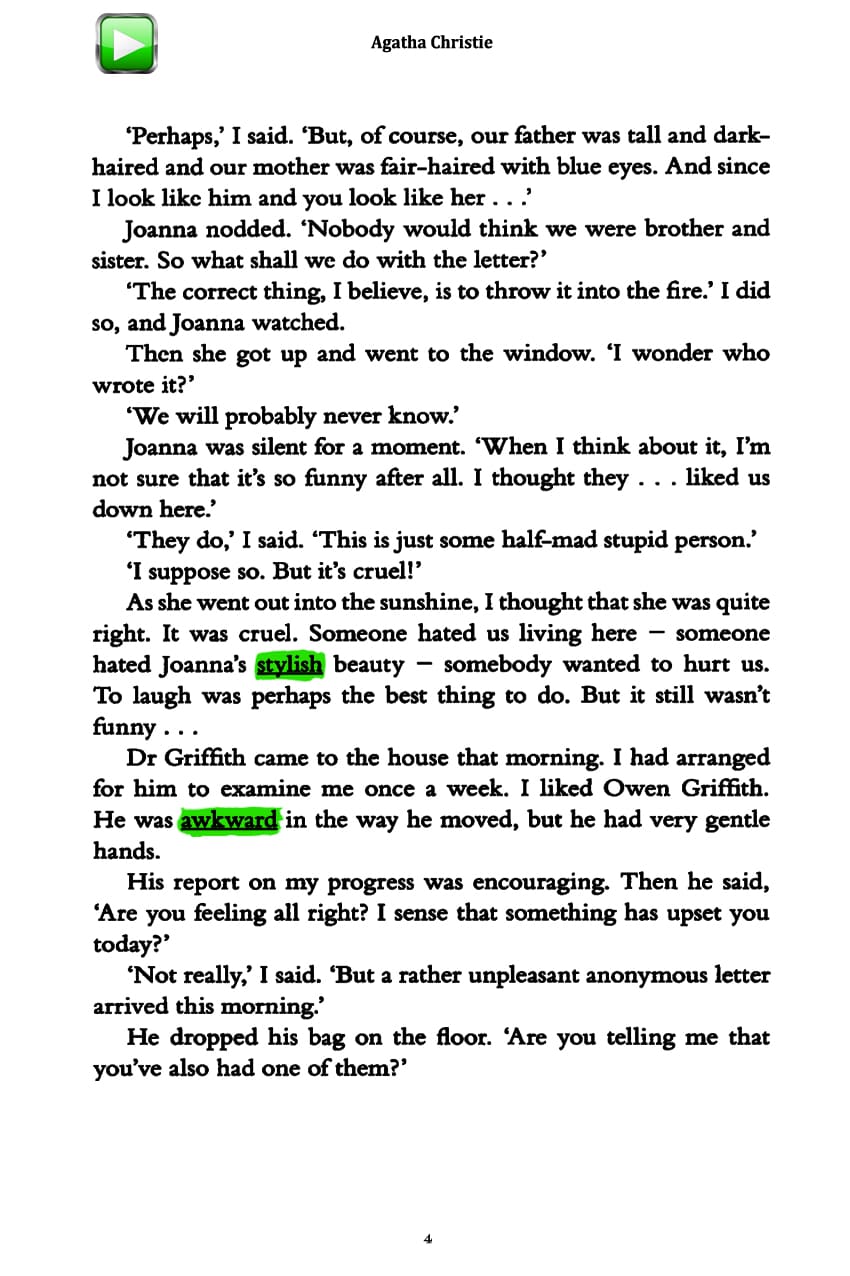 Agatha Christie
‘Perhaps,’ I said. ‘But, of course, our father was tall and dark-
haired and our mother was fair-haired with blue eyes. And since
I look like him and you look like her . . .’
Joanna nodded. ‘Nobody would think we were brother and
sister. So what shall we do with the letter?’
‘The correct thing, I believe, is to throw it into the fire.’ I did
so, and Joanna watched.
Then she got up and went to the window. ‘I wonder who
wrote it?’
‘We will probably never know.’
Joanna was silent for a moment. ‘When I think about it, I’m
not sure that it’s so funny after all. I thought they . . . liked us
down here.’
‘They do,’ I said. ‘This is just some half-mad stupid person.’
‘I suppose so. But it’s cruel!’
As she went out into the sunshine, I thought that she was quite
right. It was cruel. Someone hated us living here – someone
hated Joanna’s stylish beauty – somebody wanted to hurt us.
To laugh was perhaps the best thing to do. But it still wasn’t
funny . . .
Dr Griffith came to the house that morning. I had arranged
for him to examine me once a week. I liked Owen Griffith.
He was awkward in the way he moved, but he had very gentle
hands.
His report on my progress was encouraging. Then he said,
‘Are you feeling all right? I sense that something has upset you
today?’
‘Not really,’ I said. ‘But a rather unpleasant anonymous letter
arrived this morning.’
He dropped his bag on the floor. ‘Are you telling me that
you’ve also had one of them?’
4